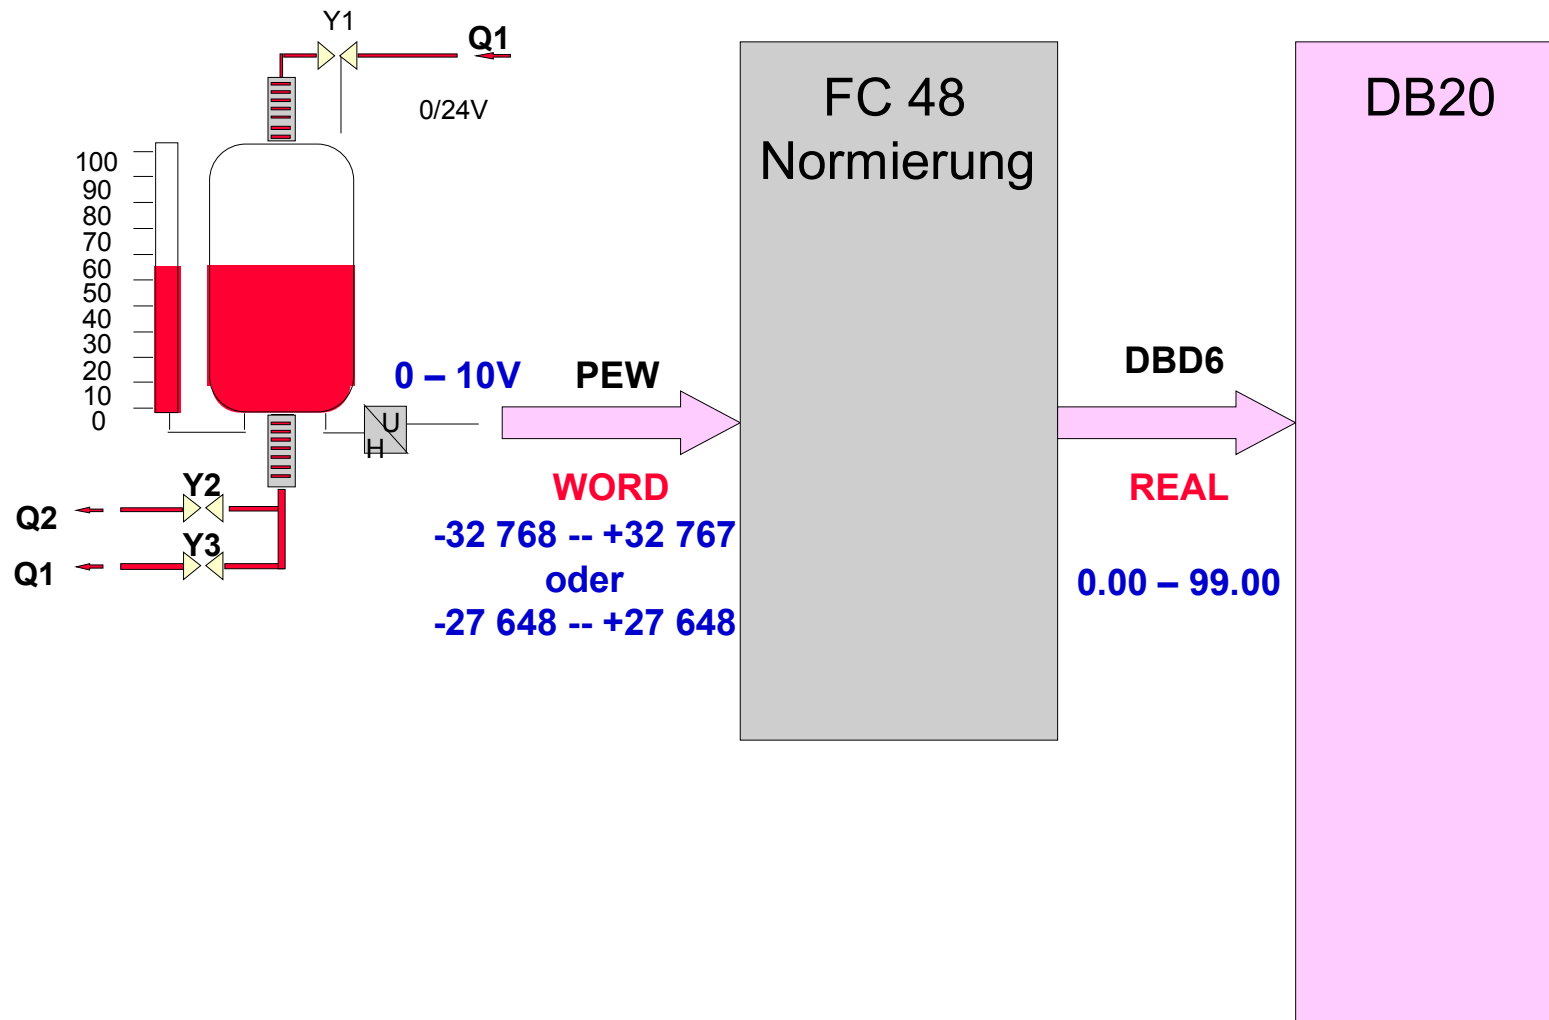 Y1
Q1
0/24V
100
90
80
70
60
50
40
30
20
10
0
U
H
Y2
Q2
Y3
Q1
0 – 10V
PEW
WORD
-32 768 -- +32 767
oder
-27 648 -- +27 648
FC 48
Normierung
DBD6
REAL
0.00 – 99.00
DB20